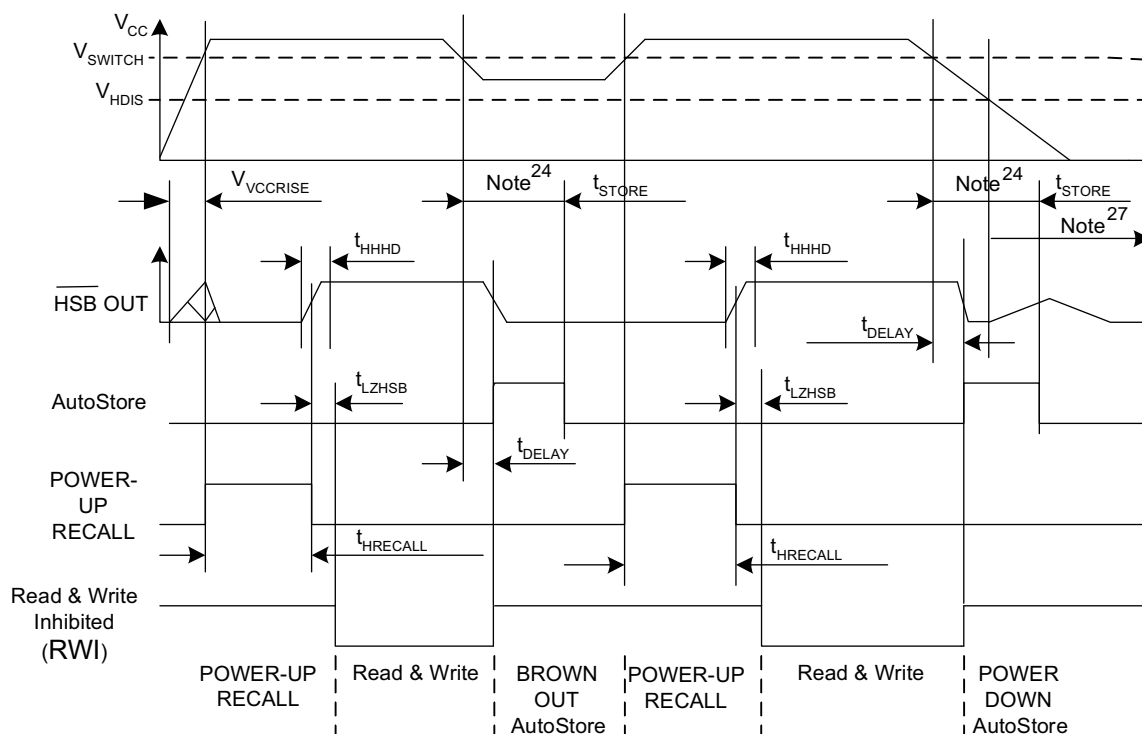 VCC
VSWITCH
VHDIS
VVCCRISE
Note24
tSTORE
Note24
tSTORE
Note27
tHHHD
tHHHD
HSB OUT
tDELAY
tLZHSB
tLZHSB
AutoStore
tDELAY
POWER-
UP
RECALL
tHRECALL
tHRECALL
Read & Write
Inhibited
(RWI)
POWER-UP
RECALL
Read & Write
BROWN
OUT
AutoStore
POWER-UP
RECALL
Read & Write
POWER
DOWN
AutoStore